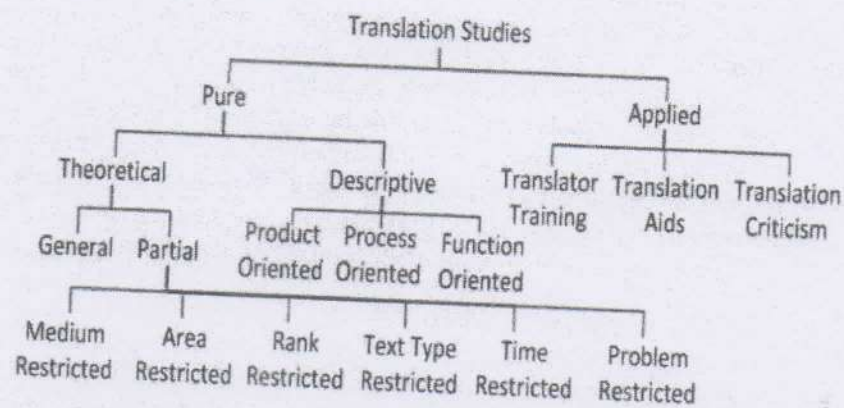 Translation Studies
Pure
Applied
Theoretical
Descriptive
Translator Training
Translation Aids
Translation Criticism
General
Partial
Product Oriented
Process Oriented
Function Oriented
Medium Restricted
Area Restricted
Rank Restricted
Text Type Restricted
Time Restricted
Problem Restricted